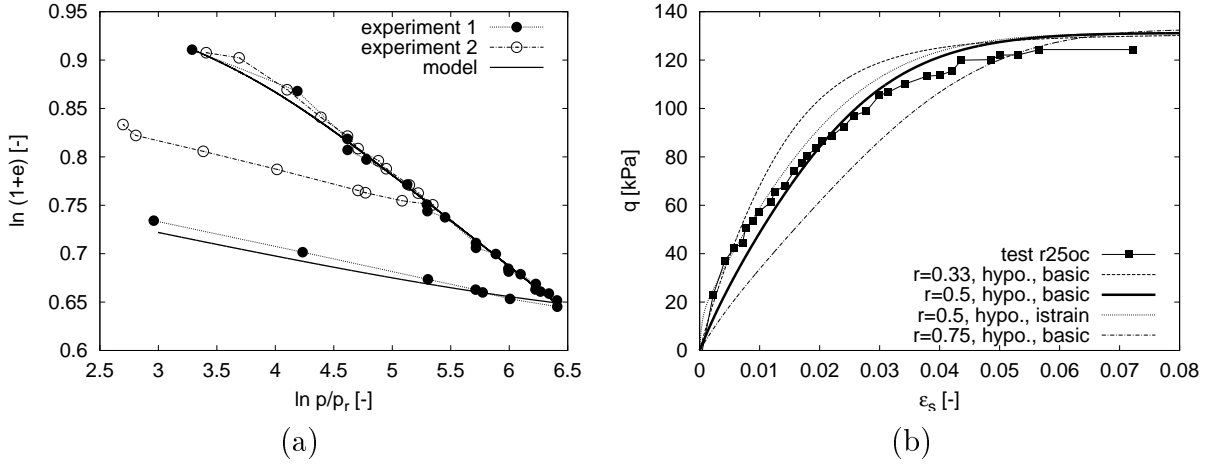 0.95
0.9
0.85
0.8
0.75
0.7
0.65
0.6
ln (1+e) [-]
2.5 3 3.5 4 4.5 5 5.5 6 6.5
ln p/pᵣ [-]
experiment 1
experiment 2
model
(a)
140
120
100
80
60
40
20
0
q [kPa]
0 0.01 0.02 0.03 0.04 0.05 0.06 0.07 0.08
εₛ [-]
test r25oc
r=0.33, hypo., basic
r=0.5, hypo., basic
r=0.5, hypo., istrain
r=0.75, hypo., basic
(b)